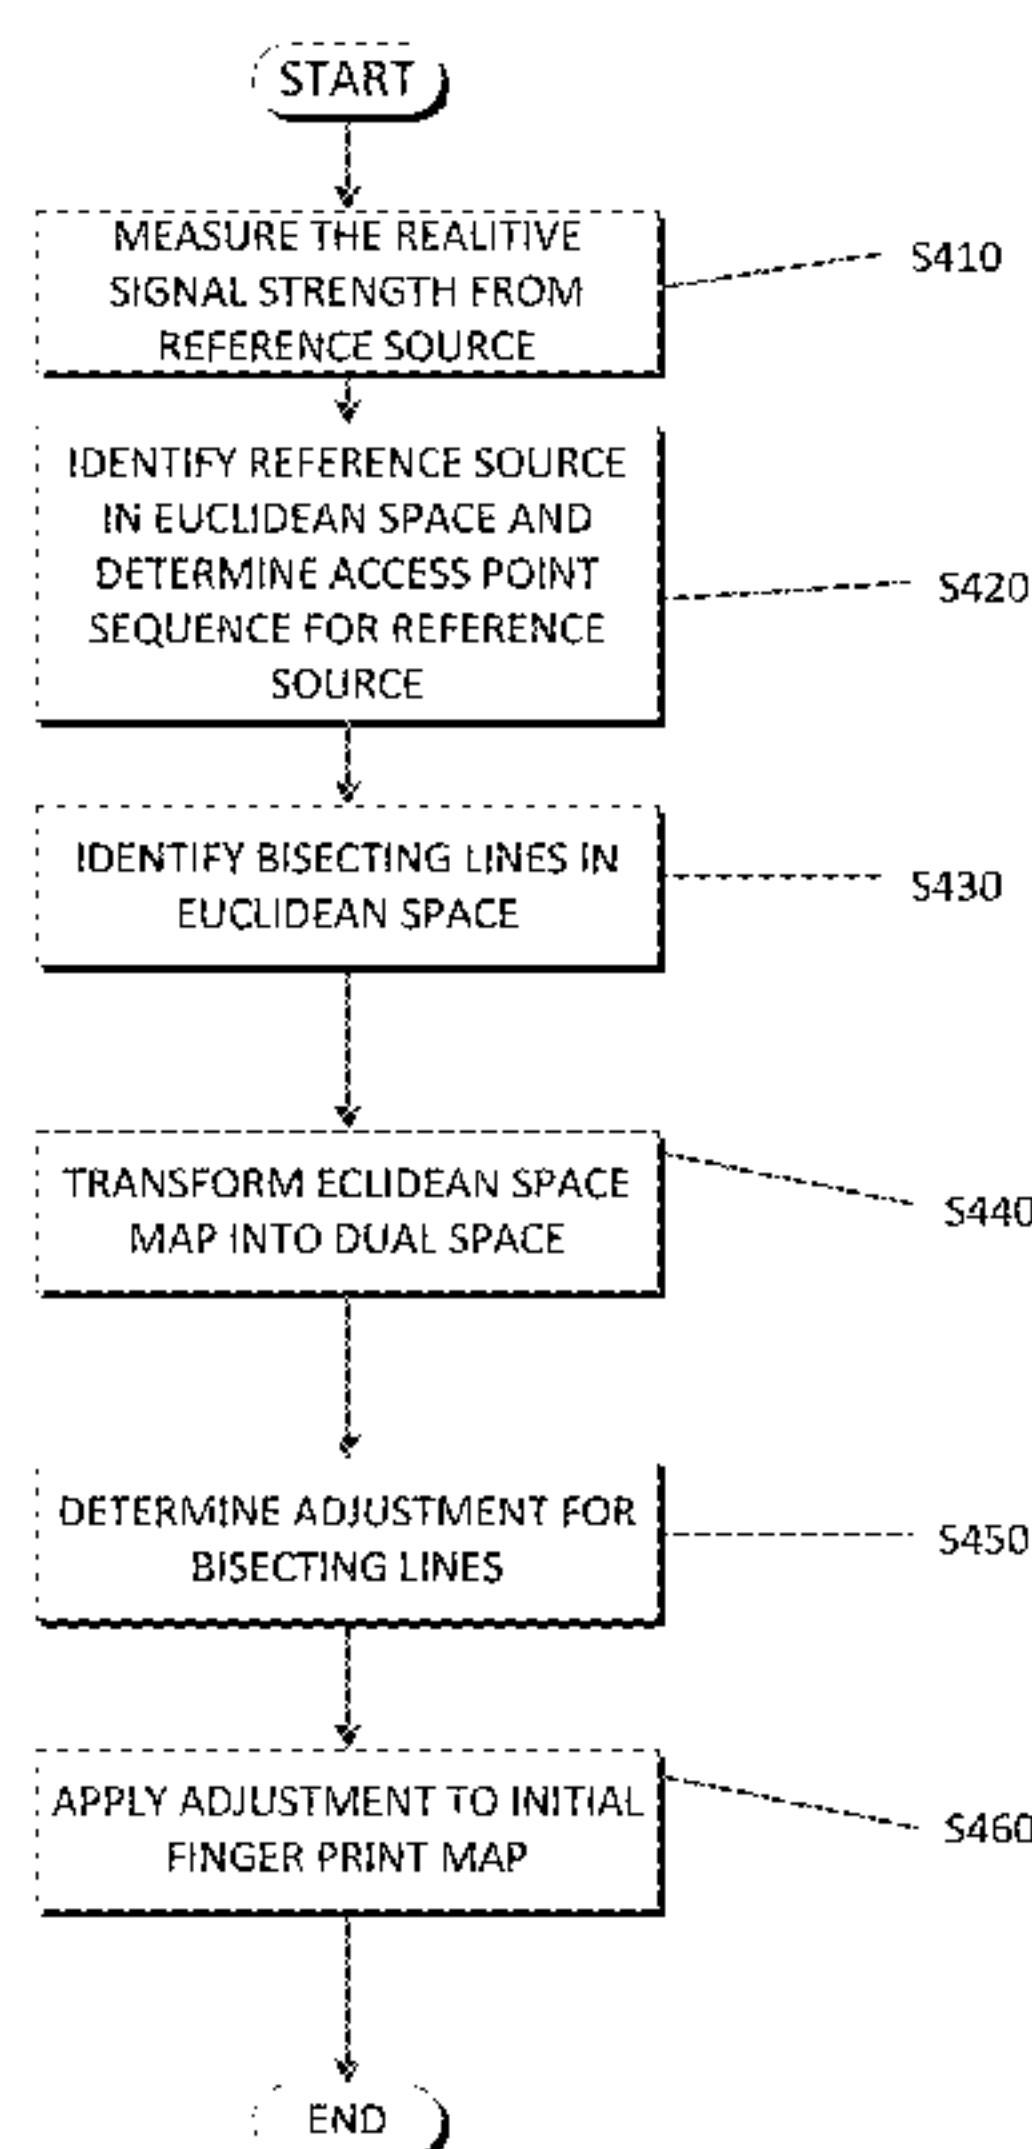 START
MEASURE THE REALITIVE
SIGNAL STRENGTH FROM
REFERENCE SOURCE
S410
IDENTIFY REFERENCE SOURCE
IN EUCLIDEAN SPACE AND
DETERMINE ACCESS POINT
SEQUENCE FOR REFERENCE
SOURCE
S420
IDENTIFY BISECTING LINES IN
EUCLIDEAN SPACE
S430
TRANSFORM ECLIDEAN SPACE
MAP INTO DUAL SPACE
S440
DETERMINE ADJUSTMENT FOR
BISECTING LINES
S450
APPLY ADJUSTMENT TO INITIAL
FINGER PRINT MAP
S460
END